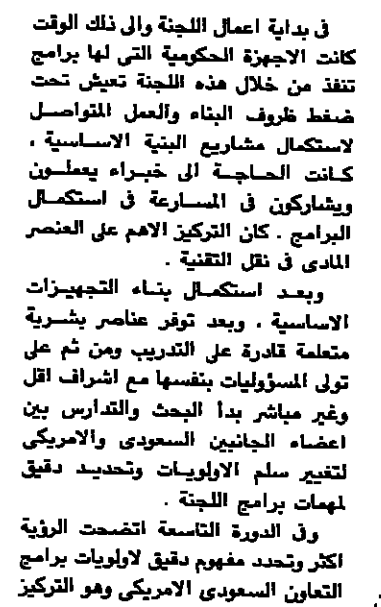 فى بداية اعمال اللجنة والى ذلك الوقت
كانت الاجهزة الحكومية التى لها برامج
تنفذ من خلال هذه اللجنة تعيش تحت
ضغط ظروف البناء والعمل المتواصل
لاستكمال مشاريع البنية الاساسية ،
كانت الحاجة الى خبراء يعملون
ويشاركون فى المسارعة فى استكمال
البرامج . كان التركيز الاهم على العنصر
المادى فى نقل التقنية .
وبعد استكمال بناء التجهيزات
الاساسية ، وبعد توفر عناصر بشرية
متعلمة قادرة على التدريب ومن ثم على
تولى المسؤوليات بنفسها مع اشراف اقل
وغير مباشر بدأ البحث والتدارس بين
اعضاء الجانبين السعودى والامريكى
لتغيير سلم الاولويات وتحديد دقيق
لمهمات برامج اللجنة .
وفى الدورة التاسعة اتضحت الرؤية
اكثر وتحدد مفهوم دقيق لاولويات برامج
التعاون السعودى الامريكى وهو التركيز